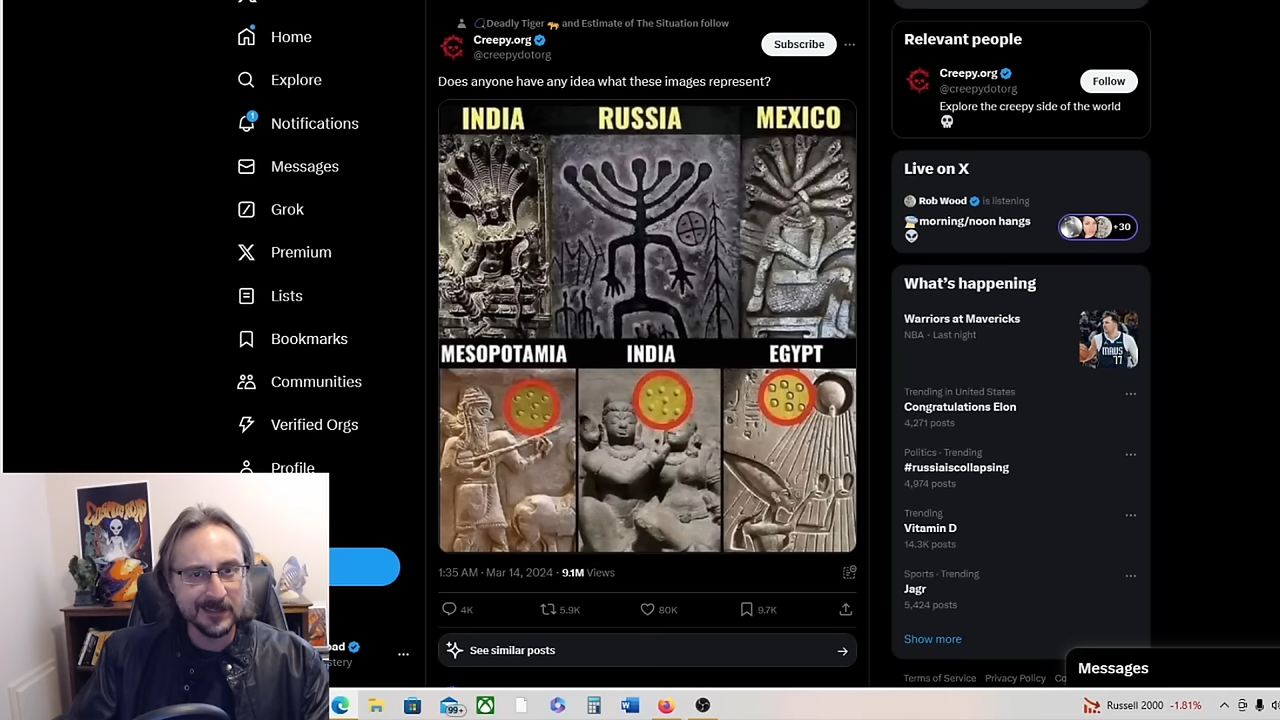 Home
Explore
1
Notifications
Messages
Grok
Premium
Lists
Bookmarks
Communities
Verified Orgs
Profile
Deadly Tiger 🐅 and Estimate of The Situation follow
Creepy.org
@creepydotorg
Subscribe
Does anyone have any idea what these images represent?
INDIA RUSSIA MEXICO
MESOPOTAMIA INDIA EGYPT
1:35 AM · Mar 14, 2024 · 9.1M Views
4K 5.9K 80K 9.7K
See similar posts
Relevant people
Creepy.org
@creepydotorg
Follow
Explore the creepy side of the world
Live on X
Rob Wood is listening
morning/noon hangs
+30
What's happening
Warriors at Mavericks
NBA · Last night
MAVS
77
Trending in United States
Congratulations Elon
4,271 posts
Politics · Trending
#russiaiscollapsing
4,974 posts
Trending
Vitamin D
14.3K posts
Sports · Trending
Jagr
5,424 posts
Show more
Terms of Service Privacy Policy
Messages
99+
Russell 2000 -1.81%